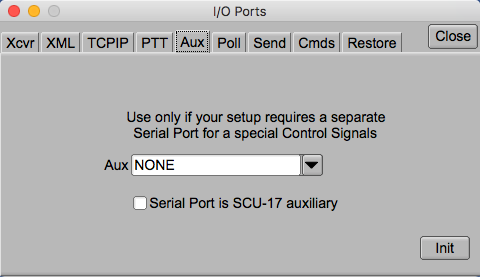 I/O Ports
Xcvr XML TCPIP PTT Aux Poll Send Cmds Restore Close
Use only if your setup requires a separate
Serial Port for a special Control Signals
Aux NONE
Serial Port is SCU-17 auxiliary
Init